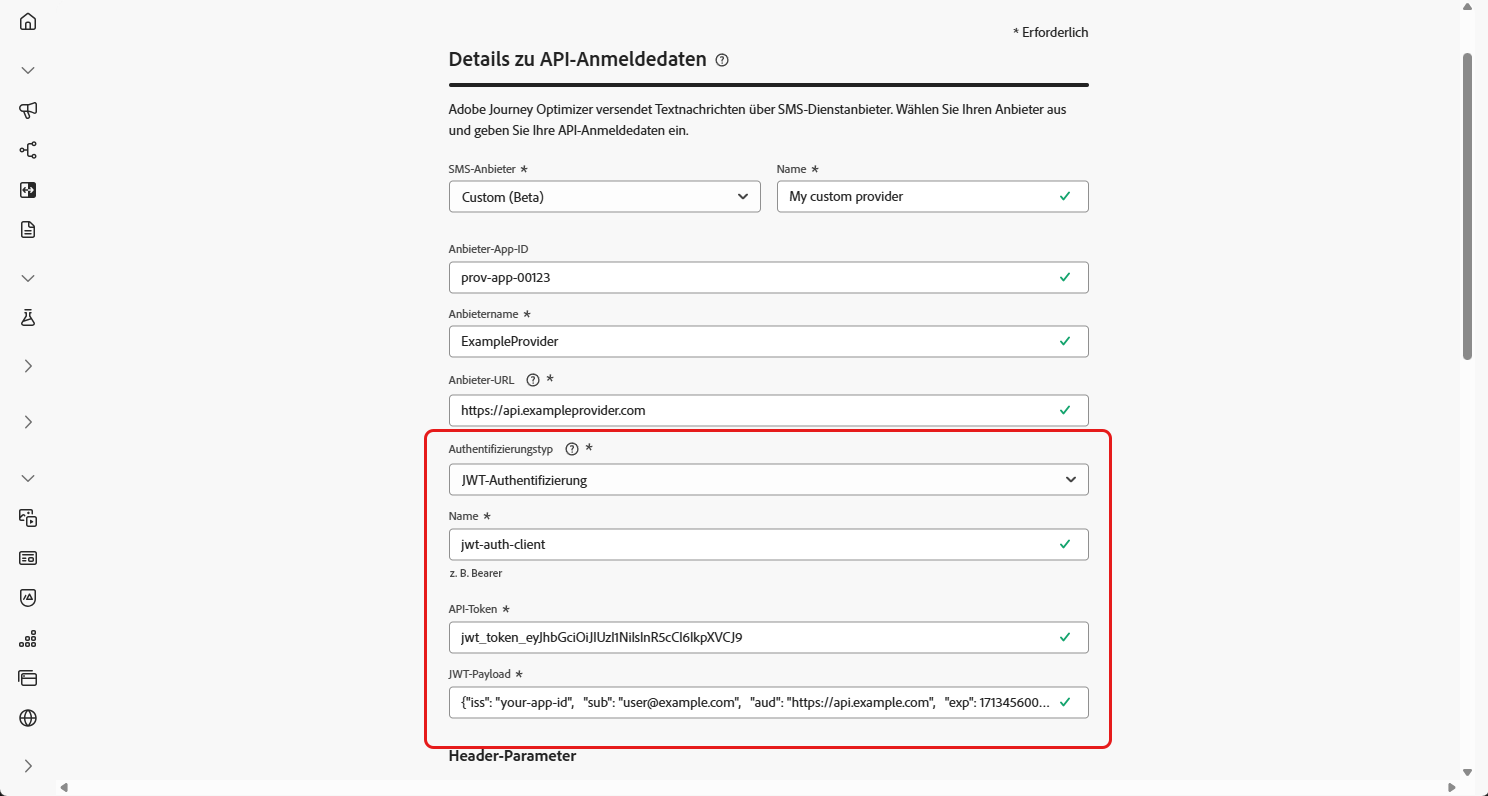 * Erforderlich
Details zu API-Anmeldedaten
Adobe Journey Optimizer versendet Textnachrichten über SMS-Dienstanbieter. Wählen Sie Ihren Anbieter aus
und geben Sie Ihre API-Anmeldedaten ein.
SMS-Anbieter * Name *
Custom (Beta) My custom provider
Anbieter-App-ID
prov-app-00123
Anbietername *
ExampleProvider
Anbieter-URL *
https://api.exampleprovider.com
Authentifizierungstyp *
JWT-Authentifizierung
Name *
jwt-auth-client
z. B. Bearer
API-Token *
jwt_token_eyJhbGciOiJIUzI1NiIsInR5cCI6IkpXVCJ9
JWT-Payload *
{"iss": "your-app-id", "sub": "user@example.com", "aud": "https://api.example.com", "exp": 171345600...
Header-Parameter